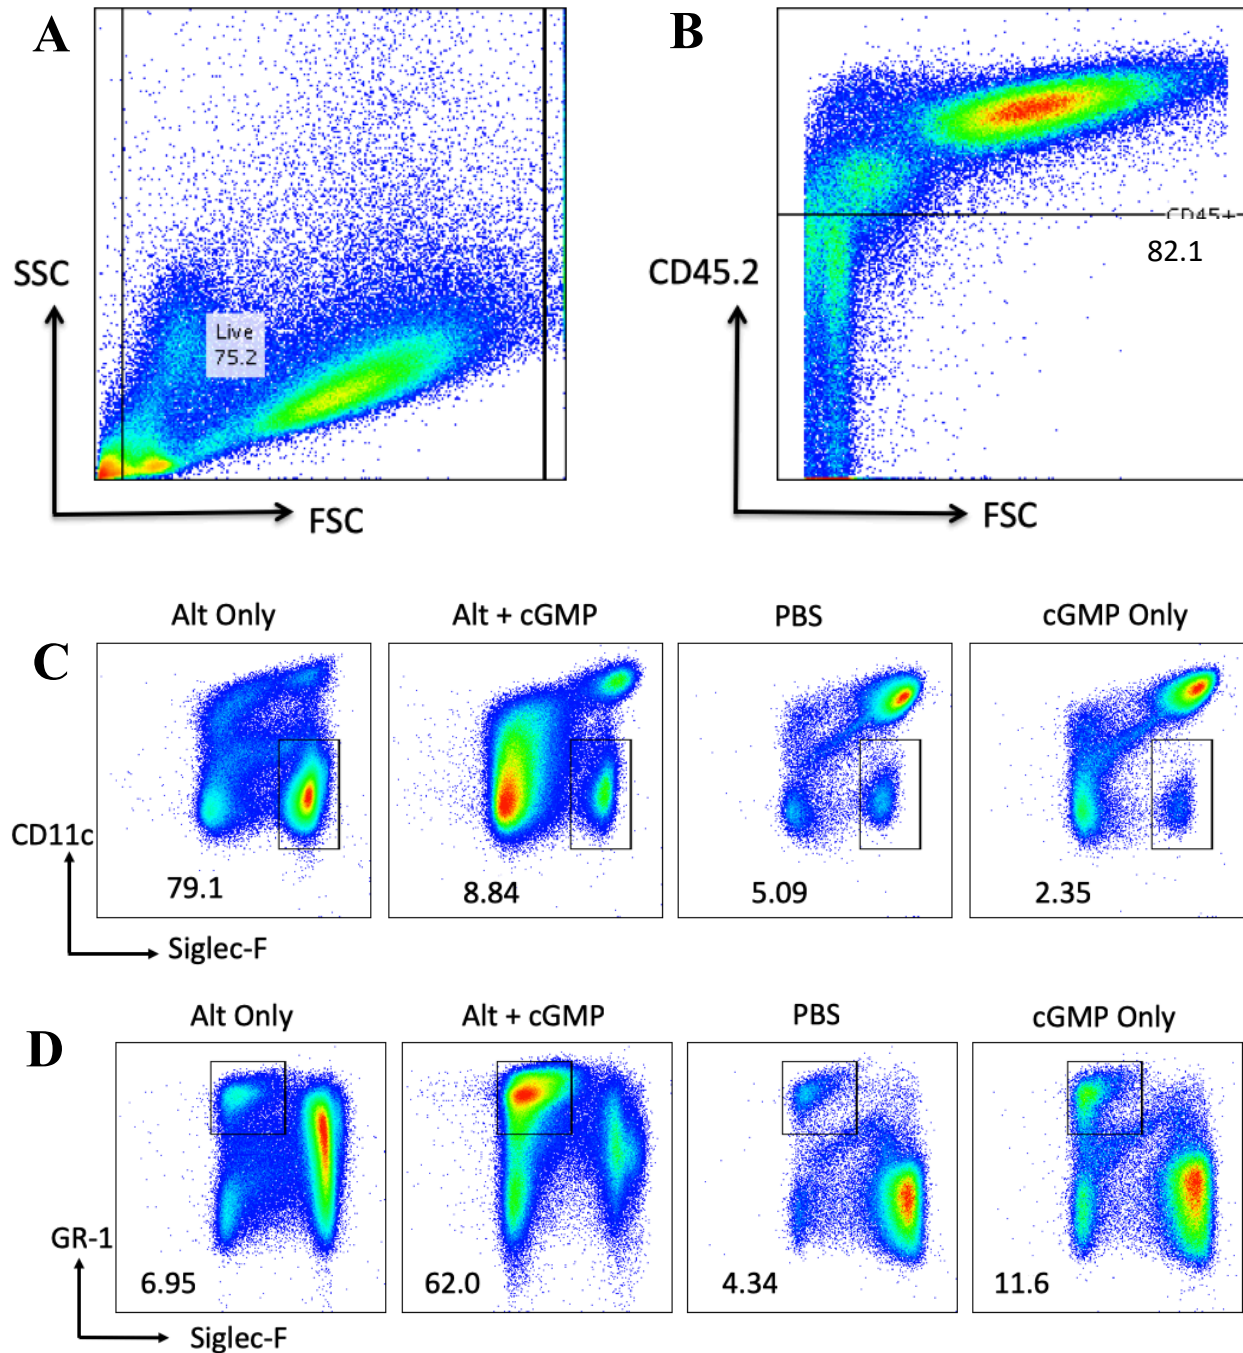 A
B
SSC
Live
75.2
FSC
CD45.2
CD45+
82.1
FSC
C
Alt Only
Alt + cGMP
PBS
cGMP Only
CD11c
79.1
8.84
5.09
2.35
Siglec-F
D
Alt Only
Alt + cGMP
PBS
cGMP Only
GR-1
6.95
62.0
4.34
11.6
Siglec-F